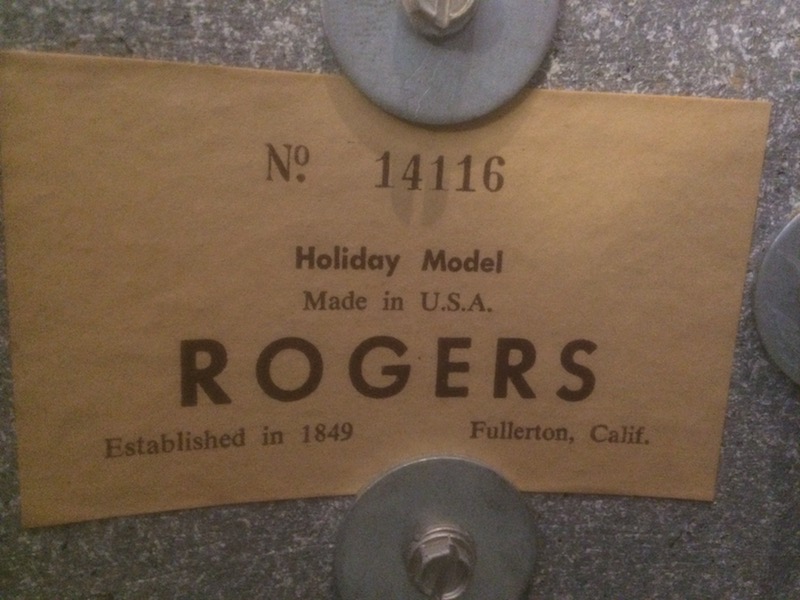 Nº 14116
Holiday Model
Made in U.S.A.
ROGERS
Established in 1849 Fullerton, Calif.